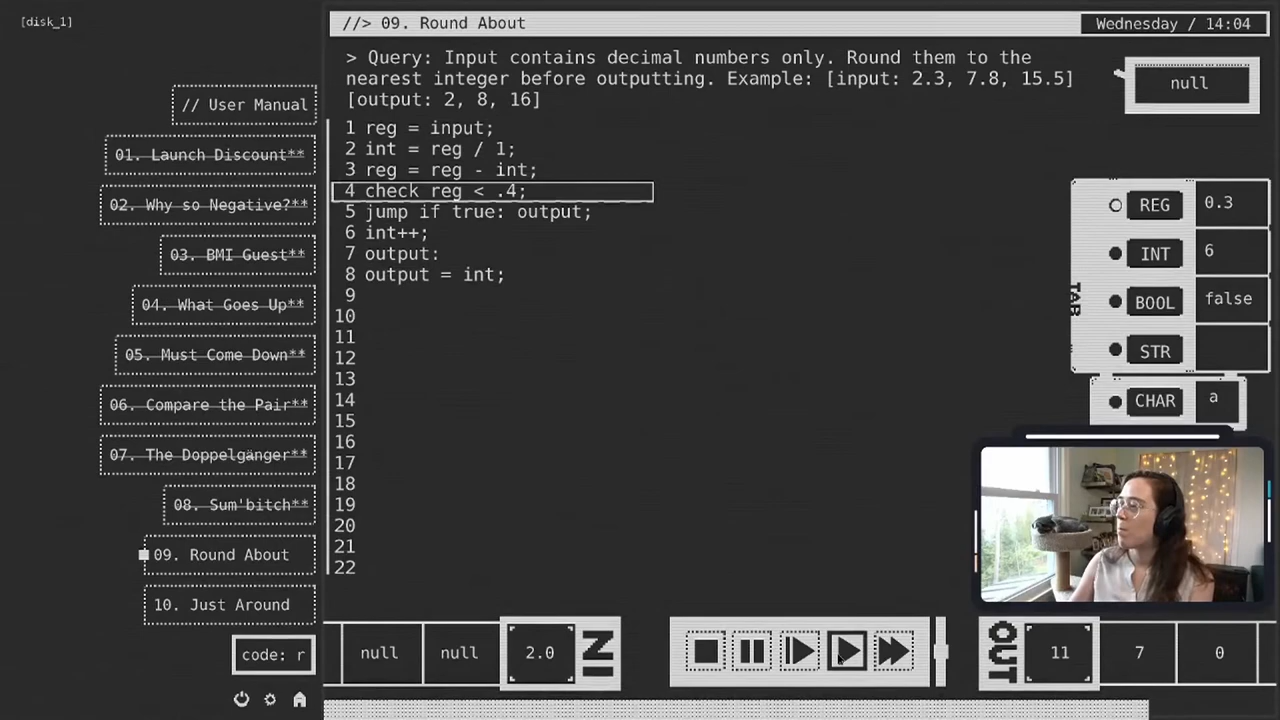 [disk_1]
//> 09. Round About
Wednesday / 14:04
> Query: Input contains decimal numbers only. Round them to the
nearest integer before outputting. Example: [input: 2.3, 7.8, 15.5]
[output: 2, 8, 16]
null
// User Manual
01. Launch Discount**
02. Why so Negative?**
03. BMI Guest**
04. What Goes Up**
05. Must Come Down**
06. Compare the Pair**
07. The Doppelgänger**
08. Sum'bitch**
09. Round About
10. Just Around
code: r
1 reg = input;
2 int = reg / 1;
3 reg = reg - int;
4 check reg < .4;
5 jump if true: output;
6 int++;
7 output:
8 output = int;
9
10
11
12
13
14
15
16
17
18
19
20
21
22
TAB
REG 0.3
INT 6
BOOL false
STR
CHAR a
null null 2.0 IN
OUT 11 7 0